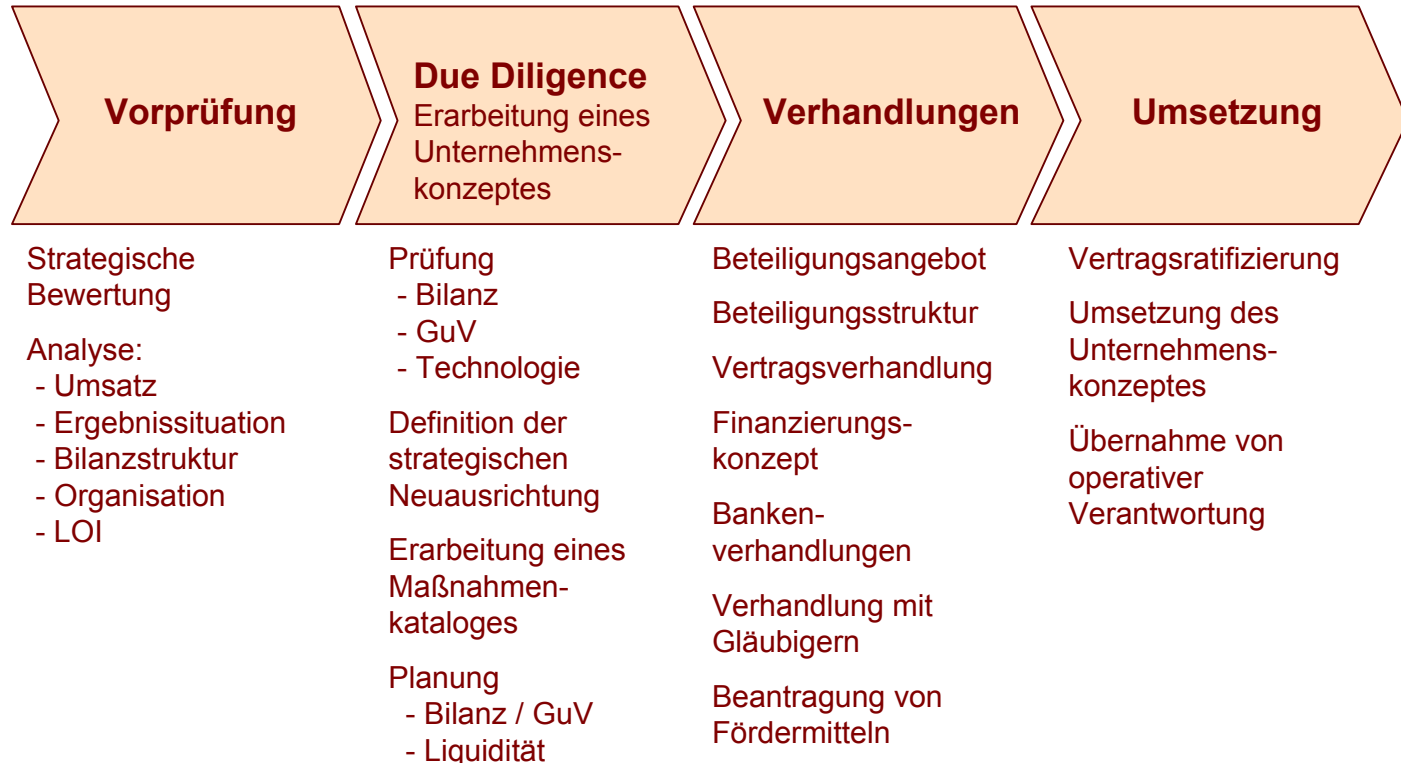 Vorprüfung
Due Diligence
Erarbeitung eines
Unternehmens-
konzeptes
Verhandlungen
Umsetzung
Strategische
Bewertung
Analyse:
- Umsatz
- Ergebnissituation
- Bilanzstruktur
- Organisation
- LOI
Prüfung
- Bilanz
- GuV
- Technologie
Definition der
strategischen
Neuausrichtung
Erarbeitung eines
Maßnahmen-
kataloges
Planung
- Bilanz / GuV
- Liquidität
Beteiligungsangebot
Beteiligungsstruktur
Vertragsverhandlung
Finanzierungs-
konzept
Banken-
verhandlungen
Verhandlung mit
Gläubigern
Beantragung von
Fördermitteln
Vertragsratifizierung
Umsetzung des
Unternehmens-
konzeptes
Übernahme von
operativer
Verantwortung